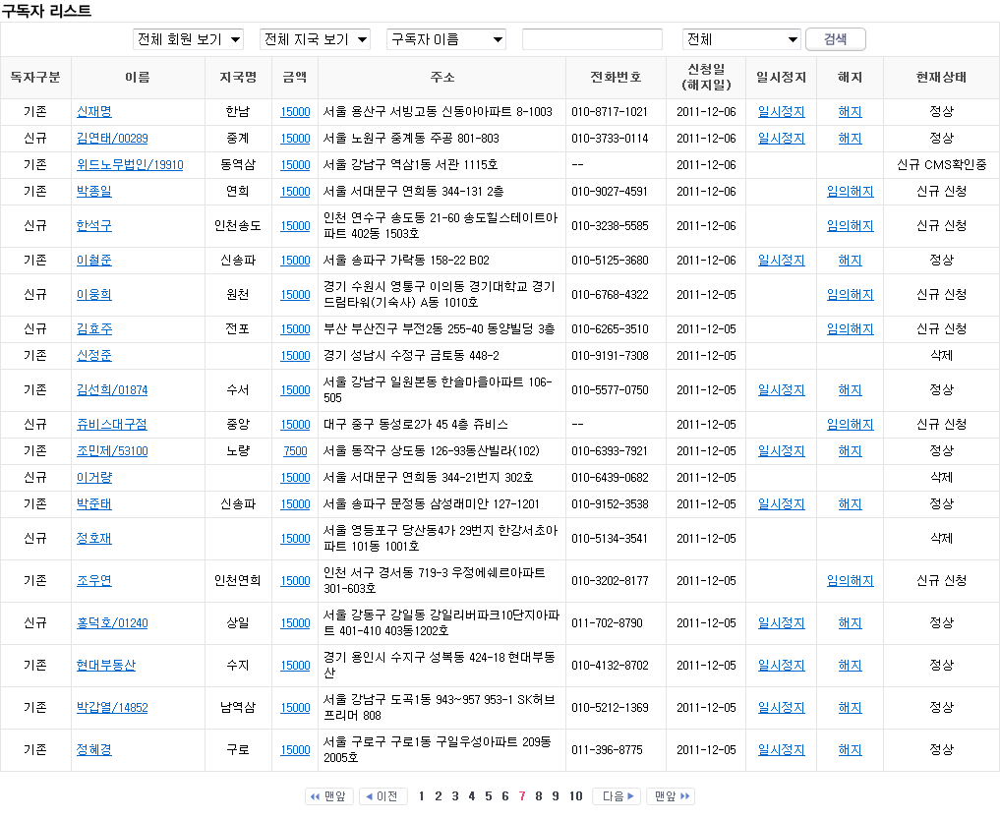 구독자 리스트
전체 회원 보기 전체 지국 보기 구독자 이름 전체 검색
독자구분 이름 지국명 금액 주소 전화번호 신청일 (해지일) 일시정지 해지 현재상태
기존 신재명 한남 15000 서울 용산구 서빙고동 신동아아파트 8-1003 010-8717-1021 2011-12-06 일시정지 해지 정상
신규 김연태/00289 중계 15000 서울 노원구 중계동 주공 801-803 010-3733-0114 2011-12-06 일시정지 해지 정상
기존 위드노무법인/19910 동역삼 15000 서울 강남구 역삼1동 서관 1115호 -- 2011-12-06 신규 CMS확인중
기존 박종일 연희 15000 서울 서대문구 연희동 344-131 2층 010-9027-4591 2011-12-06 임의해지 신규 신청
신규 한석구 인천송도 15000 인천 연수구 송도동 21-60 송도힐스테이트아
파트 402동 1503호 010-3238-5585 2011-12-06 임의해지 신규 신청
기존 이철준 신송파 15000 서울 송파구 가락동 158-22 B02 010-5125-3680 2011-12-06 일시정지 해지 정상
신규 이웅희 원천 15000 경기 수원시 영통구 이의동 경기대학교 경기
드림타워(기숙사) A동 1010호 010-6768-4322 2011-12-05 임의해지 신규 신청
신규 김효주 전포 15000 부산 부산진구 부전2동 255-40 동양빌딩 3층 010-6265-3510 2011-12-05 임의해지 신규 신청
기존 신정준 15000 경기 성남시 수정구 금토동 448-2 010-9191-7308 2011-12-05 삭제
기존 김선희/01874 수서 15000 서울 강남구 일원본동 한솔마을아파트 106-
505 010-5577-0750 2011-12-05 일시정지 해지 정상
신규 쥬비스대구점 중앙 15000 대구 중구 동성로2가 45 4층 쥬비스 -- 2011-12-05 임의해지 신규 신청
기존 조민제/53100 노량 7500 서울 동작구 상도동 126-93동산빌라(102) 010-6393-7921 2011-12-05 일시정지 해지 정상
신규 이거량 15000 서울 서대문구 연희동 344-21번지 302호 010-6439-0682 2011-12-05 삭제
기존 박준태 신송파 15000 서울 송파구 문정동 삼성래미안 127-1201 010-9152-3538 2011-12-05 일시정지 해지 정상
신규 정호재 15000 서울 영등포구 당산동4가 29번지 한강서초아
파트 101동 1001호 010-5134-3541 2011-12-05 삭제
기존 조우연 인천연희 15000 인천 서구 경서동 719-3 우정에쉐르아파트
301-603호 010-3202-8177 2011-12-05 임의해지 신규 신청
신규 홍덕호/01240 상일 15000 서울 강동구 강일동 강일리버파크10단지아파
트 401-410 403동1202호 011-702-8790 2011-12-05 일시정지 해지 정상
기존 현대부동산 수지 15000 경기 용인시 수지구 성복동 424-18 현대부동
산 010-4132-8702 2011-12-05 일시정지 해지 정상
기존 박갑열/14852 남역삼 15000 서울 강남구 도곡1동 943~957 953-1 SK허브
프리머 808 010-5212-1369 2011-12-05 일시정지 해지 정상
기존 정혜경 구로 15000 서울 구로구 구로1동 구일우성아파트 209동
2005호 011-396-8775 2011-12-05 일시정지 해지 정상
맨앞 이전 1 2 3 4 5 6 7 8 9 10 다음 맨앞